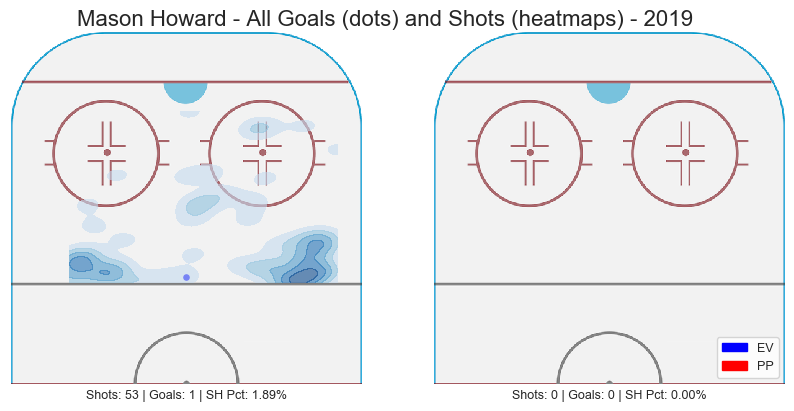 Mason Howard - All Goals (dots) and Shots (heatmaps) - 2019
EV
PP
Shots: 53 | Goals: 1 | SH Pct: 1.89%
Shots: 0 | Goals: 0 | SH Pct: 0.00%